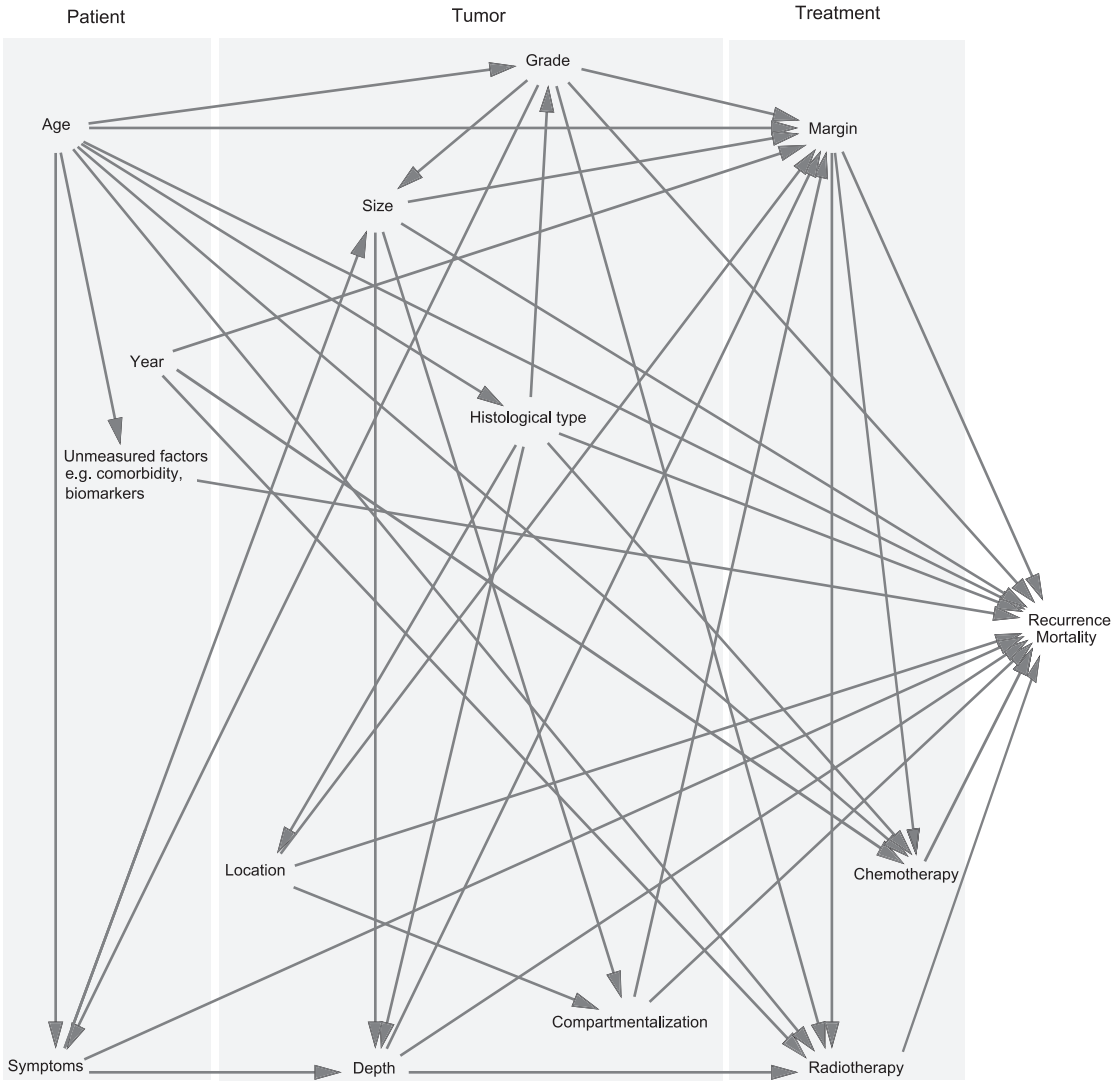 Patient
Tumor
Treatment
Grade
Age
Margin
Size
Year
Histological type
Unmeasured factors
e.g. comorbidity,
biomarkers
Recurrence
Mortality
Location
Chemotherapy
Compartmentalization
Symptoms
Depth
Radiotherapy